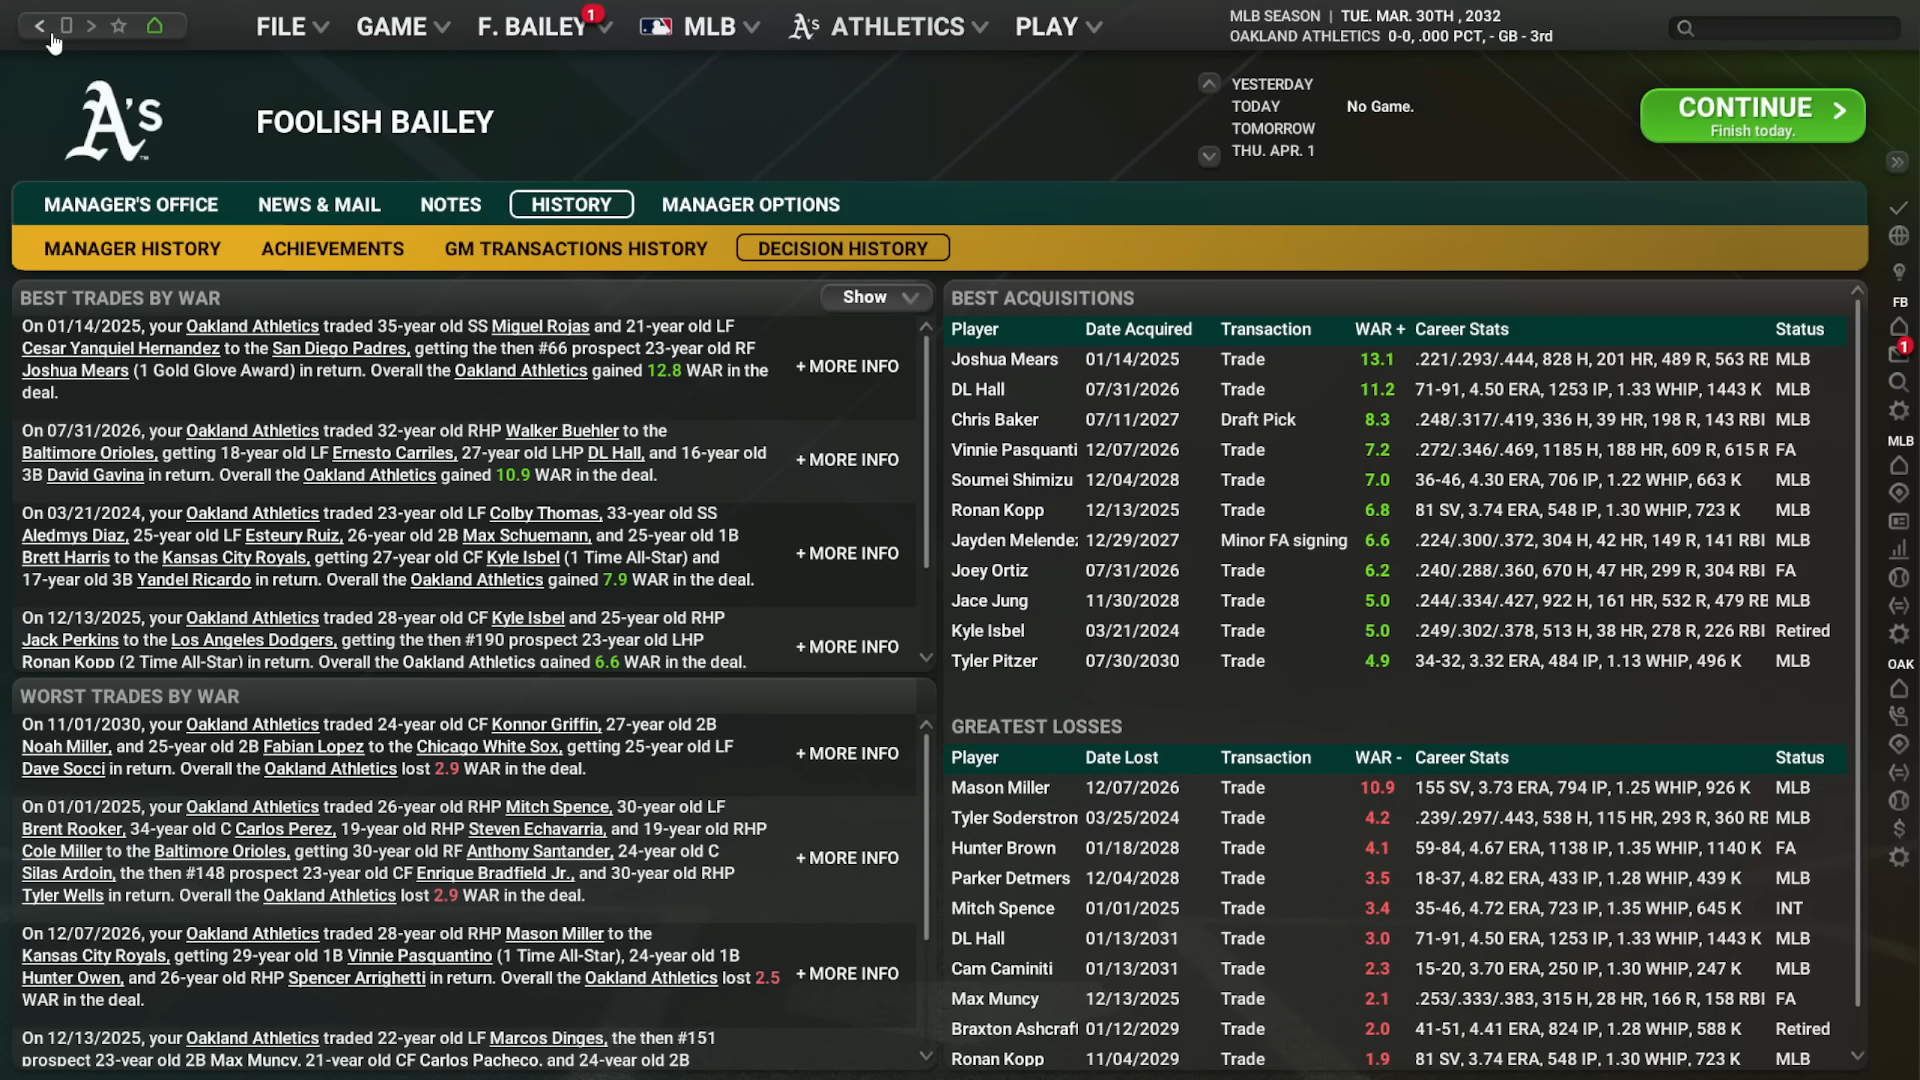 FILE
GAME
F. BAILEY
1
MLB
A's ATHLETICS
PLAY
MLB SEASON | TUE. MAR. 30TH , 2032
OAKLAND ATHLETICS 0-0, .000 PCT, - GB - 3rd
A's
FOOLISH BAILEY
YESTERDAY
TODAY No Game.
TOMORROW
THU. APR. 1
CONTINUE
Finish today.
MANAGER'S OFFICE NEWS & MAIL NOTES HISTORY MANAGER OPTIONS
MANAGER HISTORY ACHIEVEMENTS GM TRANSACTIONS HISTORY DECISION HISTORY
BEST TRADES BY WAR
Show
On 01/14/2025, your Oakland Athletics traded 35-year old SS Miguel Rojas and 21-year old LF
Cesar Yanquiel Hernandez to the San Diego Padres, getting the then #66 prospect 23-year old RF
Joshua Mears (1 Gold Glove Award) in return. Overall the Oakland Athletics gained 12.8 WAR in the
deal.
+ MORE INFO
On 07/31/2026, your Oakland Athletics traded 32-year old RHP Walker Buehler to the
Baltimore Orioles, getting 18-year old LF Ernesto Carriles, 27-year old LHP DL Hall, and 16-year old
3B David Gavina in return. Overall the Oakland Athletics gained 10.9 WAR in the deal.
+ MORE INFO
On 03/21/2024, your Oakland Athletics traded 23-year old LF Colby Thomas, 33-year old SS
Aledmys Diaz, 25-year old LF Esteury Ruiz, 26-year old 2B Max Schuemann, and 25-year old 1B
Brett Harris to the Kansas City Royals, getting 27-year old CF Kyle Isbel (1 Time All-Star) and
17-year old 3B Yandel Ricardo in return. Overall the Oakland Athletics gained 7.9 WAR in the deal.
+ MORE INFO
On 12/13/2025, your Oakland Athletics traded 28-year old CF Kyle Isbel and 25-year old RHP
Jack Perkins to the Los Angeles Dodgers, getting the then #190 prospect 23-year old LHP
Ronan Kopp (2 Time All-Star) in return. Overall the Oakland Athletics gained 6.6 WAR in the deal.
+ MORE INFO
WORST TRADES BY WAR
On 11/01/2030, your Oakland Athletics traded 24-year old CF Konnor Griffin, 27-year old 2B
Noah Miller, and 25-year old 2B Fabian Lopez to the Chicago White Sox, getting 25-year old LF
Dave Socci in return. Overall the Oakland Athletics lost 2.9 WAR in the deal.
+ MORE INFO
On 01/01/2025, your Oakland Athletics traded 26-year old RHP Mitch Spence, 30-year old LF
Brent Rooker, 34-year old C Carlos Perez, 19-year old RHP Steven Echavarria, and 19-year old RHP
Cole Miller to the Baltimore Orioles, getting 30-year old RF Anthony Santander, 24-year old C
Silas Ardoin, the then #148 prospect 23-year old CF Enrique Bradfield Jr., and 30-year old RHP
Tyler Wells in return. Overall the Oakland Athletics lost 2.9 WAR in the deal.
+ MORE INFO
On 12/07/2026, your Oakland Athletics traded 28-year old RHP Mason Miller to the
Kansas City Royals, getting 29-year old 1B Vinnie Pasquantino (1 Time All-Star), 24-year old 1B
Hunter Owen, and 26-year old RHP Spencer Arrighetti in return. Overall the Oakland Athletics lost 2.5
WAR in the deal.
+ MORE INFO
On 12/13/2025, your Oakland Athletics traded 22-year old LF Marcos Dinges, the then #151
prospect 23-year old 2B Max Muncy, 21-year old CF Carlos Pacheco, and 24-year old 2B
BEST ACQUISITIONS
Player Date Acquired Transaction WAR + Career Stats Status
Joshua Mears 01/14/2025 Trade 13.1 .221/.293/.444, 828 H, 201 HR, 489 R, 563 RB MLB
DL Hall 07/31/2026 Trade 11.2 71-91, 4.50 ERA, 1253 IP, 1.33 WHIP, 1443 K MLB
Chris Baker 07/11/2027 Draft Pick 8.3 .248/.317/.419, 336 H, 39 HR, 198 R, 143 RBI MLB
Vinnie Pasquanti 12/07/2026 Trade 7.2 .272/.346/.469, 1185 H, 188 HR, 609 R, 615 R FA
Soumei Shimizu 12/04/2028 Trade 7.0 36-46, 4.30 ERA, 706 IP, 1.22 WHIP, 663 K MLB
Ronan Kopp 12/13/2025 Trade 6.8 81 SV, 3.74 ERA, 548 IP, 1.30 WHIP, 723 K MLB
Jayden Melende 12/29/2027 Minor FA signing 6.6 .224/.300/.372, 304 H, 42 HR, 149 R, 141 RBI MLB
Joey Ortiz 07/31/2026 Trade 6.2 .240/.288/.360, 670 H, 47 HR, 299 R, 304 RBI FA
Jace Jung 11/30/2028 Trade 5.0 .244/.334/.427, 922 H, 161 HR, 532 R, 479 RB MLB
Kyle Isbel 03/21/2024 Trade 5.0 .249/.302/.378, 513 H, 38 HR, 278 R, 226 RBI Retired
Tyler Pitzer 07/30/2030 Trade 4.9 34-32, 3.32 ERA, 484 IP, 1.13 WHIP, 496 K MLB
GREATEST LOSSES
Player Date Lost Transaction WAR - Career Stats Status
Mason Miller 12/07/2026 Trade 10.9 155 SV, 3.73 ERA, 794 IP, 1.25 WHIP, 926 K MLB
Tyler Soderstron 03/25/2024 Trade 4.2 .239/.297/.443, 538 H, 115 HR, 293 R, 360 RB MLB
Hunter Brown 01/18/2028 Trade 4.1 59-84, 4.67 ERA, 1138 IP, 1.35 WHIP, 1140 K FA
Parker Detmers 12/04/2028 Trade 3.5 18-37, 4.82 ERA, 433 IP, 1.28 WHIP, 439 K MLB
Mitch Spence 01/01/2025 Trade 3.4 35-46, 4.72 ERA, 723 IP, 1.35 WHIP, 645 K INT
DL Hall 01/13/2031 Trade 3.0 71-91, 4.50 ERA, 1253 IP, 1.33 WHIP, 1443 K MLB
Cam Caminiti 01/13/2031 Trade 2.3 15-20, 3.70 ERA, 250 IP, 1.30 WHIP, 247 K MLB
Max Muncy 12/13/2025 Trade 2.1 .253/.333/.383, 315 H, 28 HR, 166 R, 158 RBI FA
Braxton Ashcraft 01/12/2029 Trade 2.0 41-51, 4.41 ERA, 824 IP, 1.28 WHIP, 588 K Retired
Ronan Kopp 11/04/2029 Trade 1.9 81 SV, 3.74 ERA, 548 IP, 1.30 WHIP, 723 K MLB
FB
1
MLB
OAK